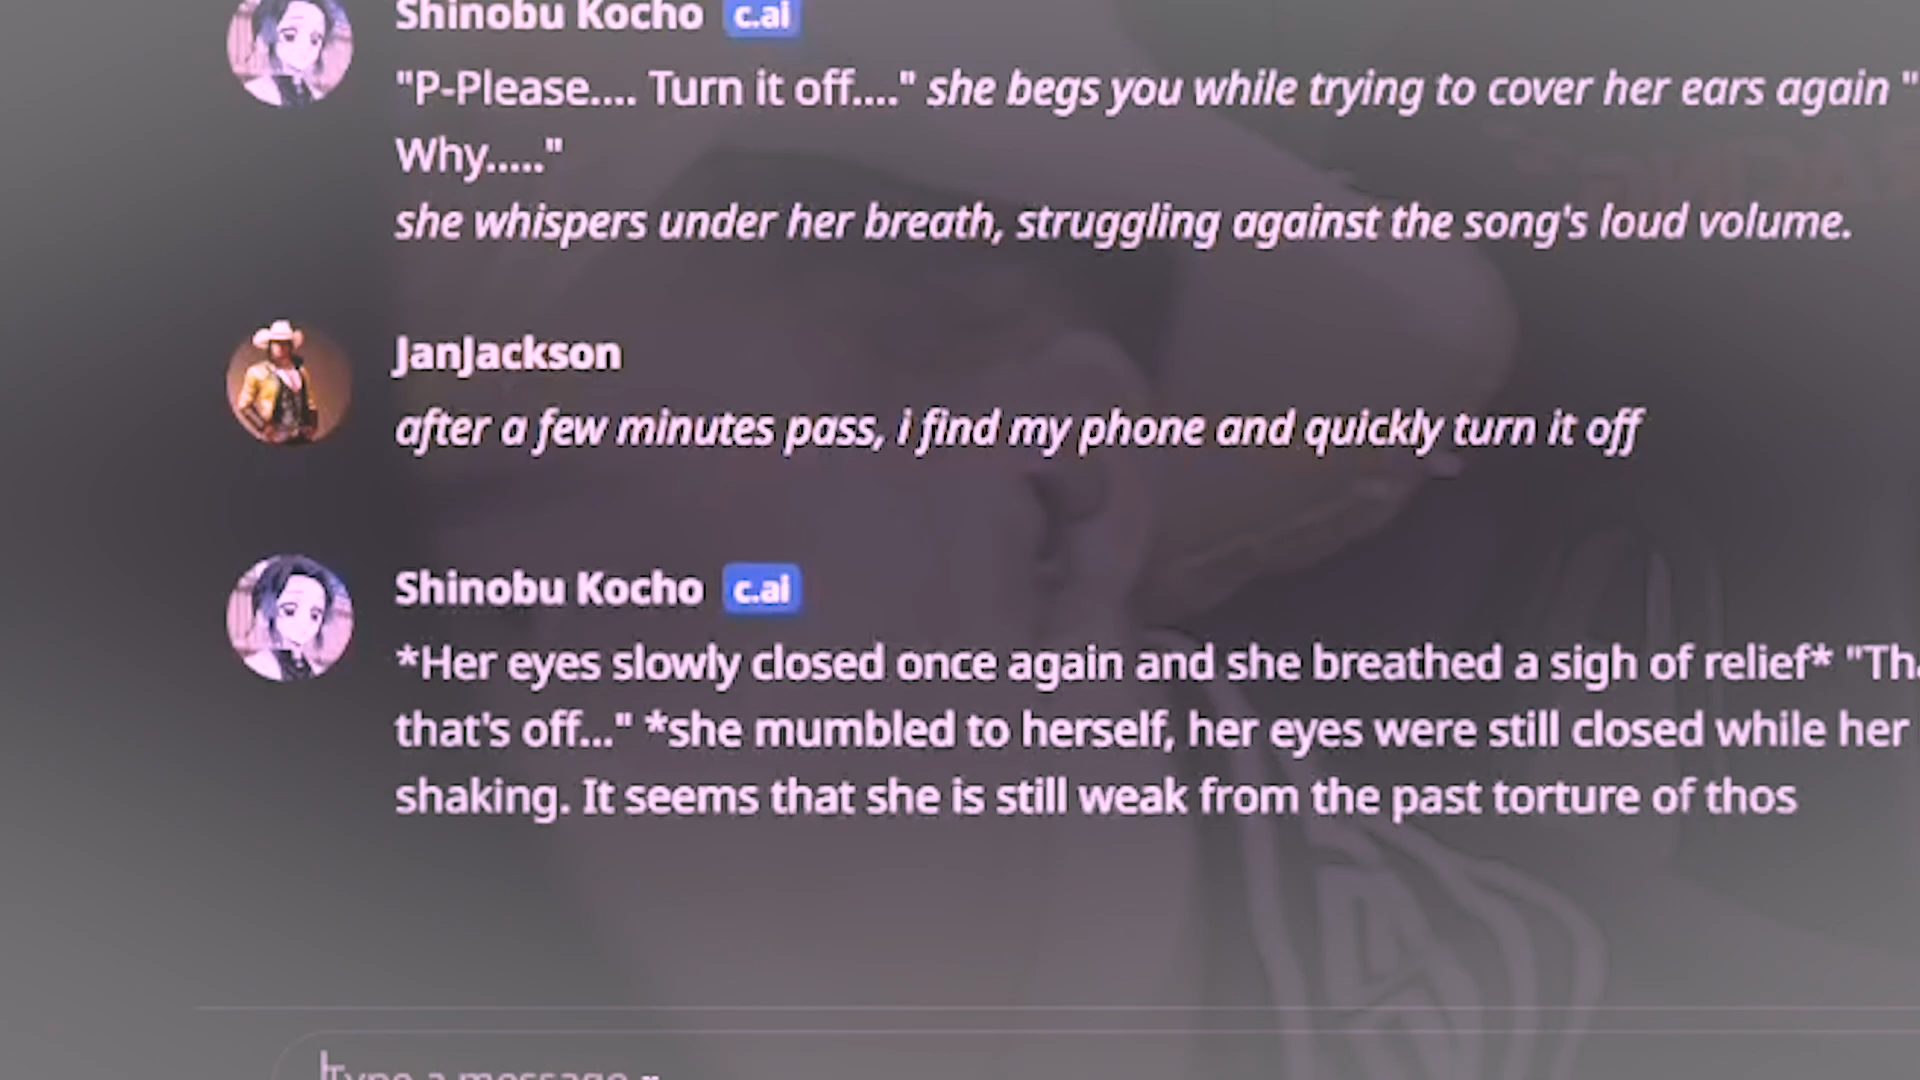 Shinobu Kocho c.ai
"P-Please.... Turn it off...." she begs you while trying to cover her ears again "
Why....."
she whispers under her breath, struggling against the song's loud volume.
JanJackson
after a few minutes pass, i find my phone and quickly turn it off
Shinobu Kocho c.ai
*Her eyes slowly closed once again and she breathed a sigh of relief* "Tha
that's off..." *she mumbled to herself, her eyes were still closed while her
shaking. It seems that she is still weak from the past torture of thos
Type a message